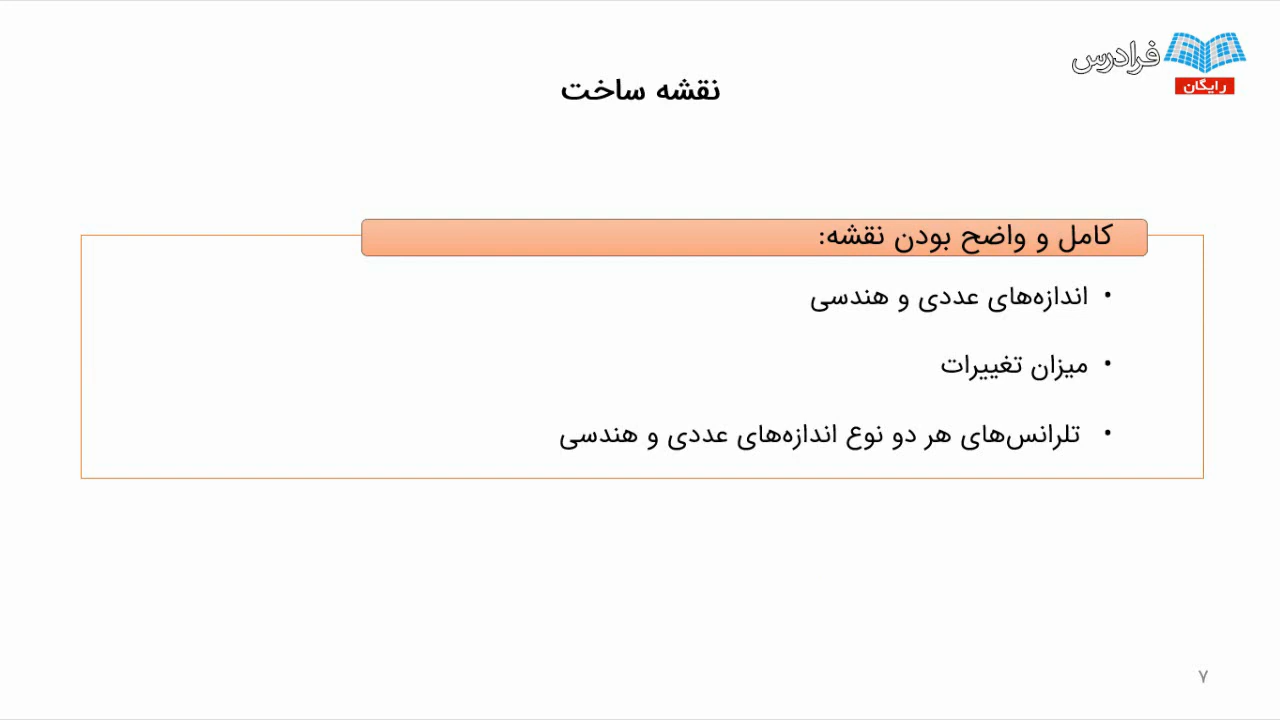 فرادرس
رایگان
نقشه ساخت
کامل و واضح بودن نقشه:
• اندازه‌های عددی و هندسی
• میزان تغییرات
• تلرانس‌های هر دو نوع اندازه‌های عددی و هندسی
۷